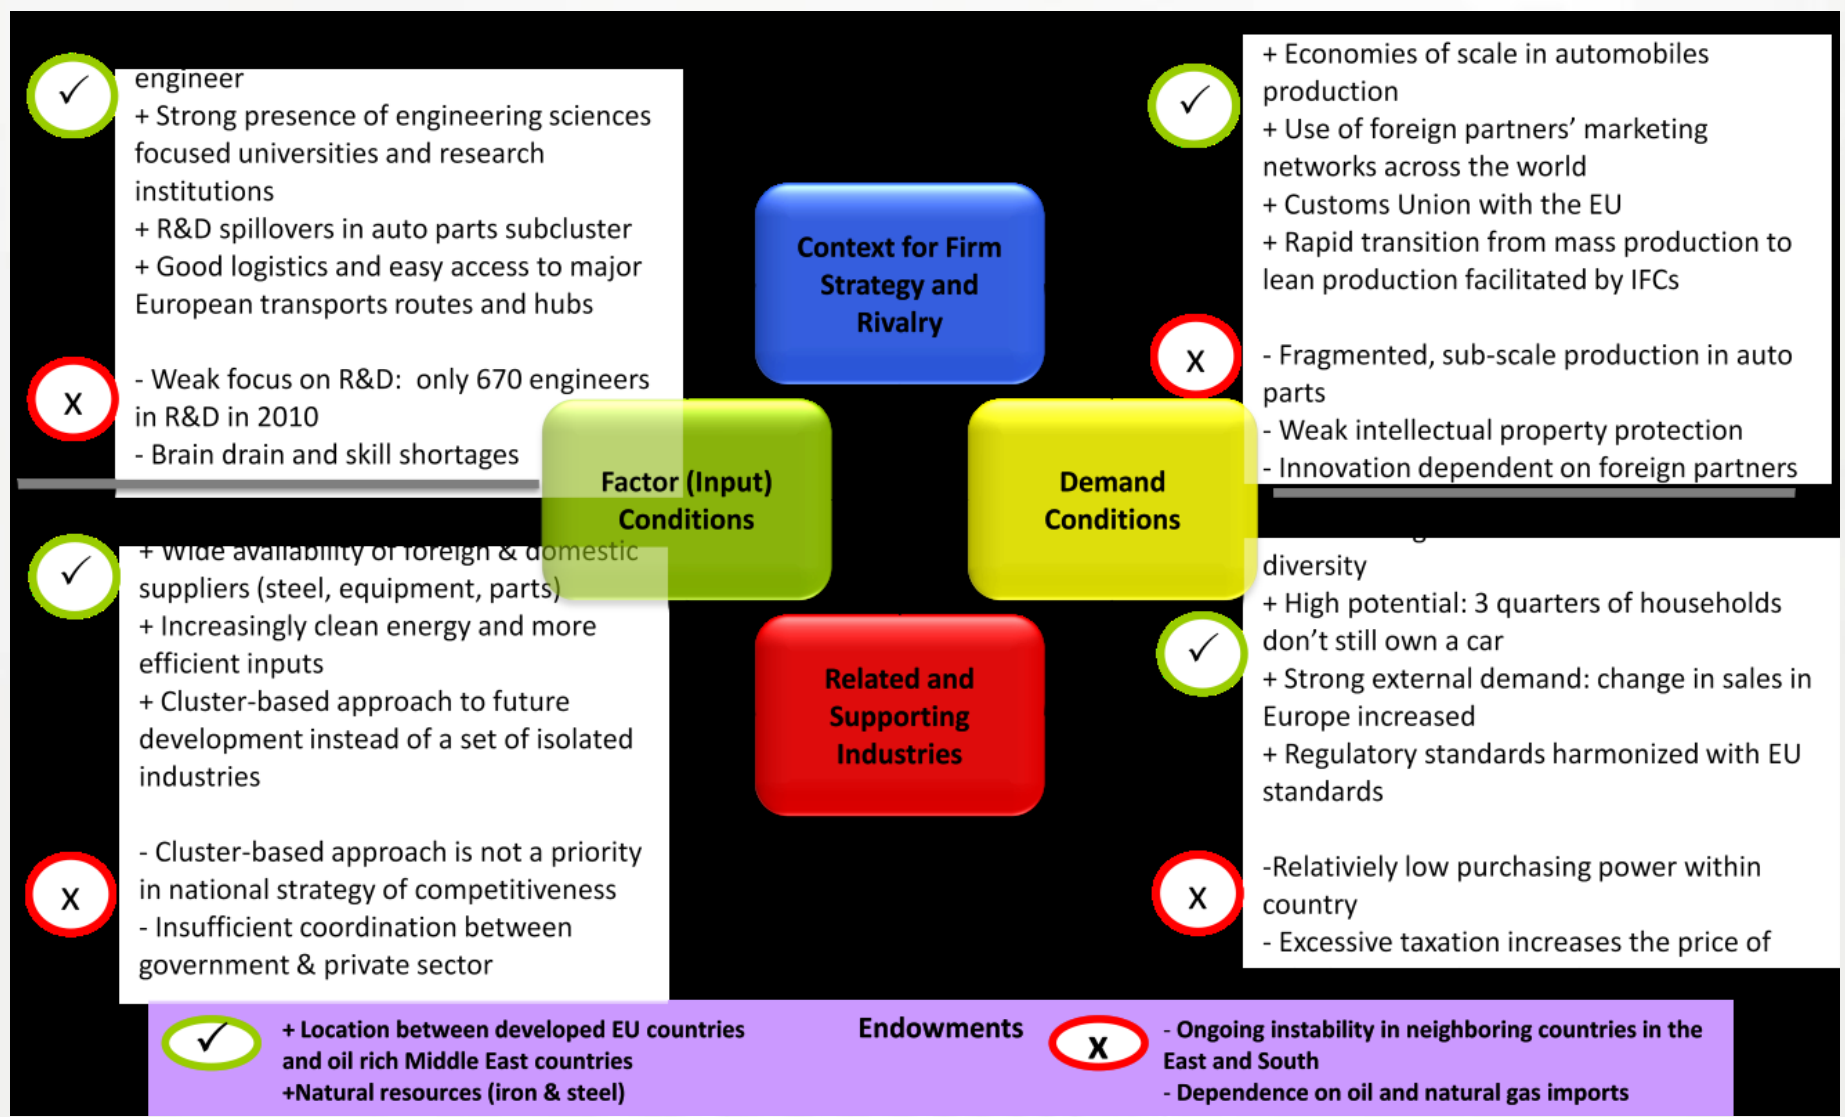 engineer
+ Strong presence of engineering sciences
focused universities and research
institutions
+ R&D spillovers in auto parts subcluster
+ Good logistics and easy access to major
European transports routes and hubs
- Weak focus on R&D: only 670 engineers
in R&D in 2010
- Brain drain and skill shortages
+ Economies of scale in automobiles
production
+ Use of foreign partners’ marketing
networks across the world
+ Customs Union with the EU
+ Rapid transition from mass production to
lean production facilitated by IFCs
- Fragmented, sub-scale production in auto
parts
- Weak intellectual property protection
- Innovation dependent on foreign partners
Context for Firm
Strategy and
Rivalry
Factor (Input)
Conditions
Demand
Conditions
Related and
Supporting
Industries
+ Wide availability of foreign & domestic
suppliers (steel, equipment, parts)
+ Increasingly clean energy and more
efficient inputs
+ Cluster-based approach to future
development instead of a set of isolated
industries
- Cluster-based approach is not a priority
in national strategy of competitiveness
- Insufficient coordination between
government & private sector
diversity
+ High potential: 3 quarters of households
don’t still own a car
+ Strong external demand: change in sales in
Europe increased
+ Regulatory standards harmonized with EU
standards
-Relativiely low purchasing power within
country
- Excessive taxation increases the price of
Endowments
+ Location between developed EU countries
and oil rich Middle East countries
+Natural resources (iron & steel)
- Ongoing instability in neighboring countries in the
East and South
- Dependence on oil and natural gas imports
✓
✓
✓
✓
✓
x
x
x
x
x